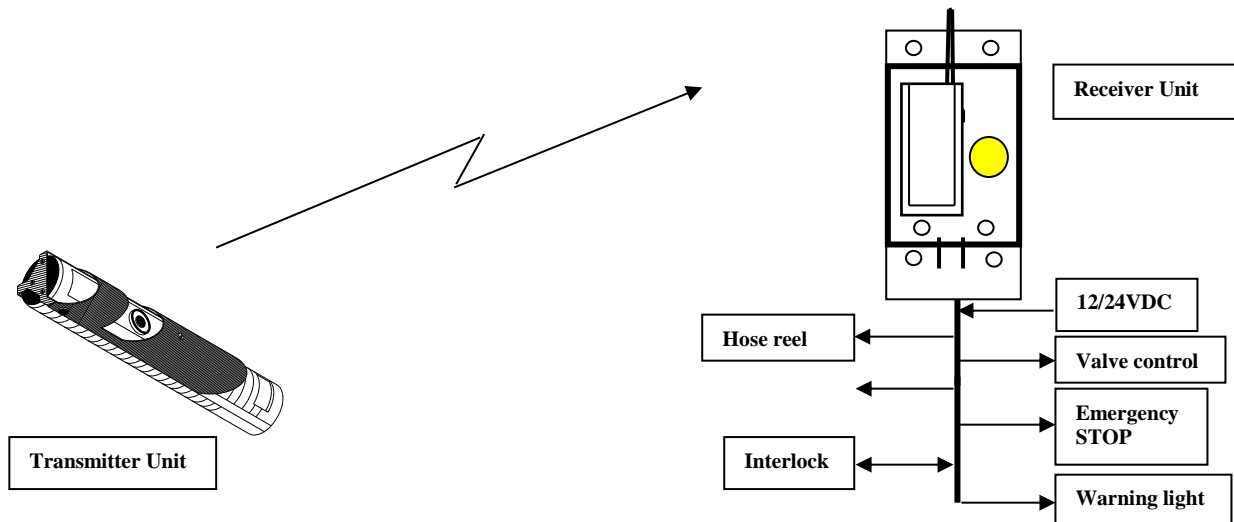 Receiver Unit
12/24VDC
Hose reel
Valve control
Emergency
STOP
Transmitter Unit
Interlock
Warning light